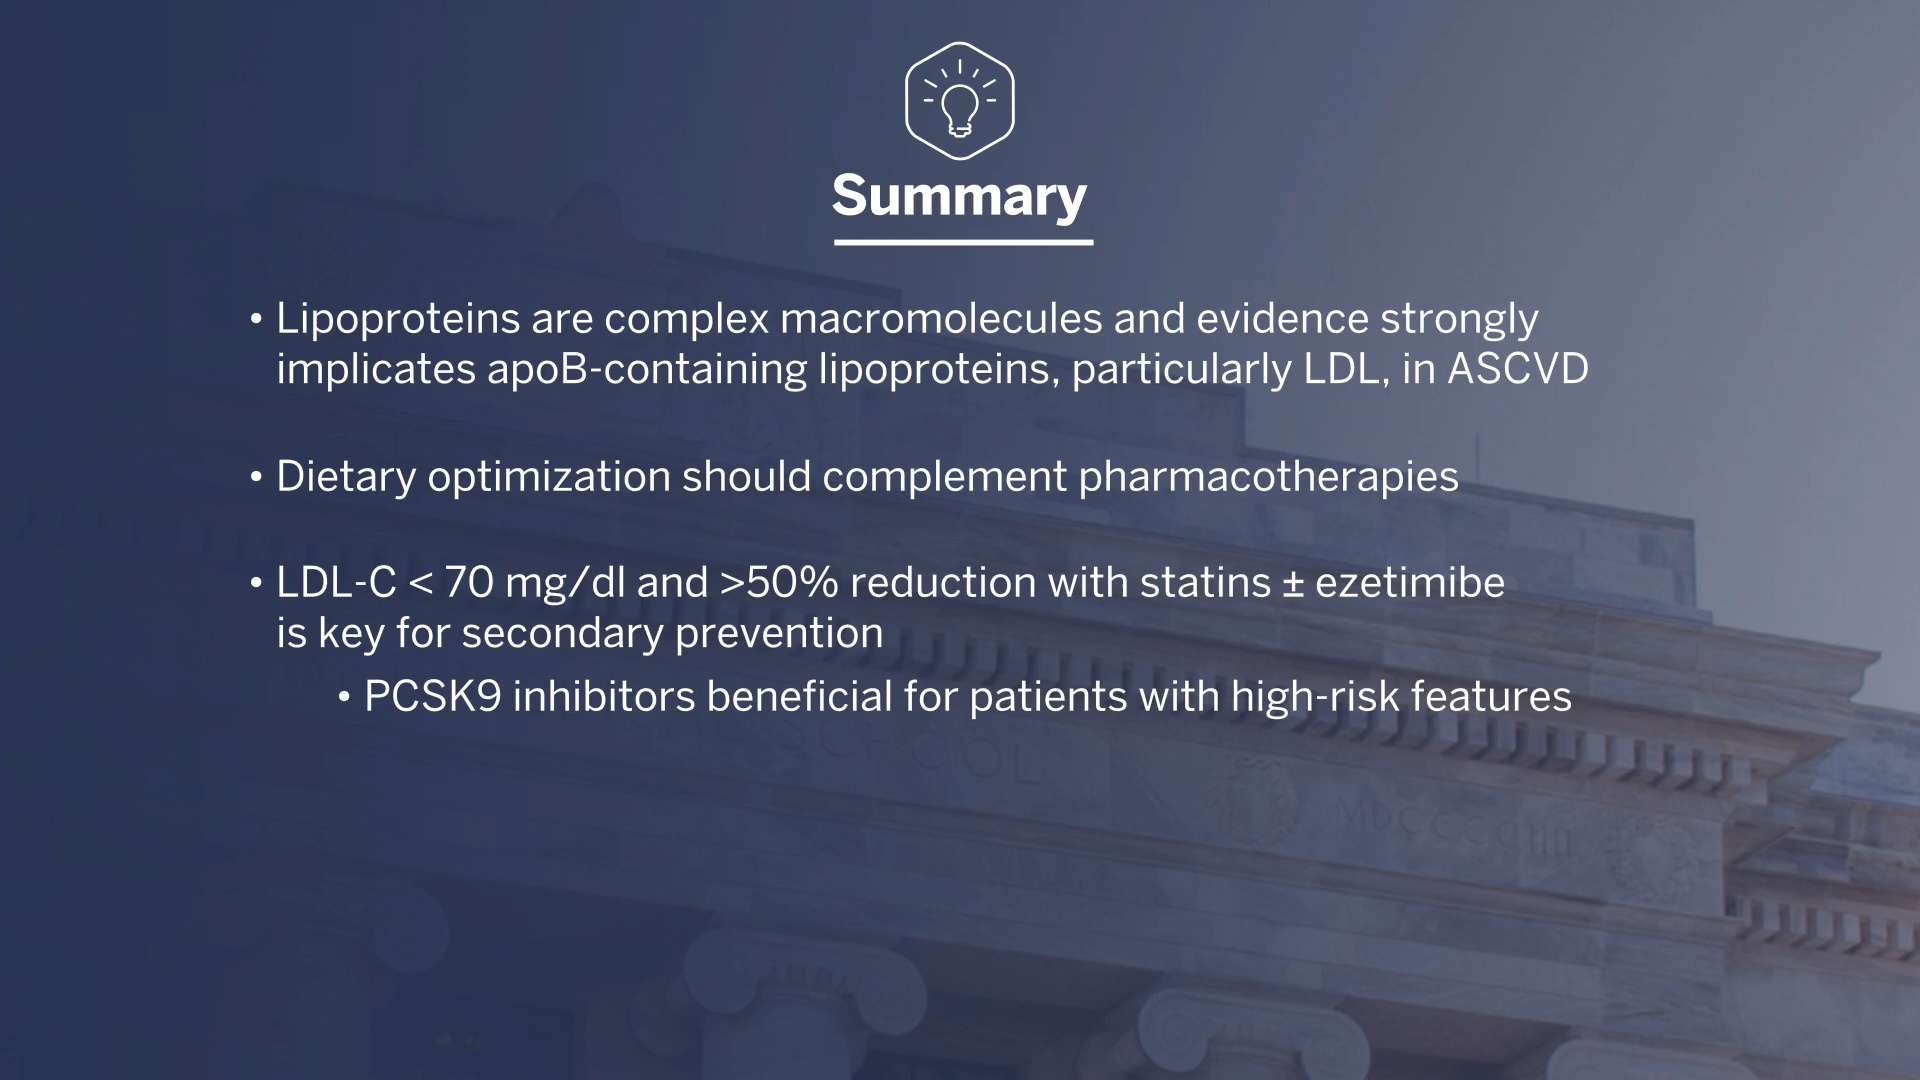 Summary
• Lipoproteins are complex macromolecules and evidence strongly
implicates apoB-containing lipoproteins, particularly LDL, in ASCVD
• Dietary optimization should complement pharmacotherapies
• LDL-C < 70 mg/dl and >50% reduction with statins ± ezetimibe
is key for secondary prevention
• PCSK9 inhibitors beneficial for patients with high-risk features
SCHOOL